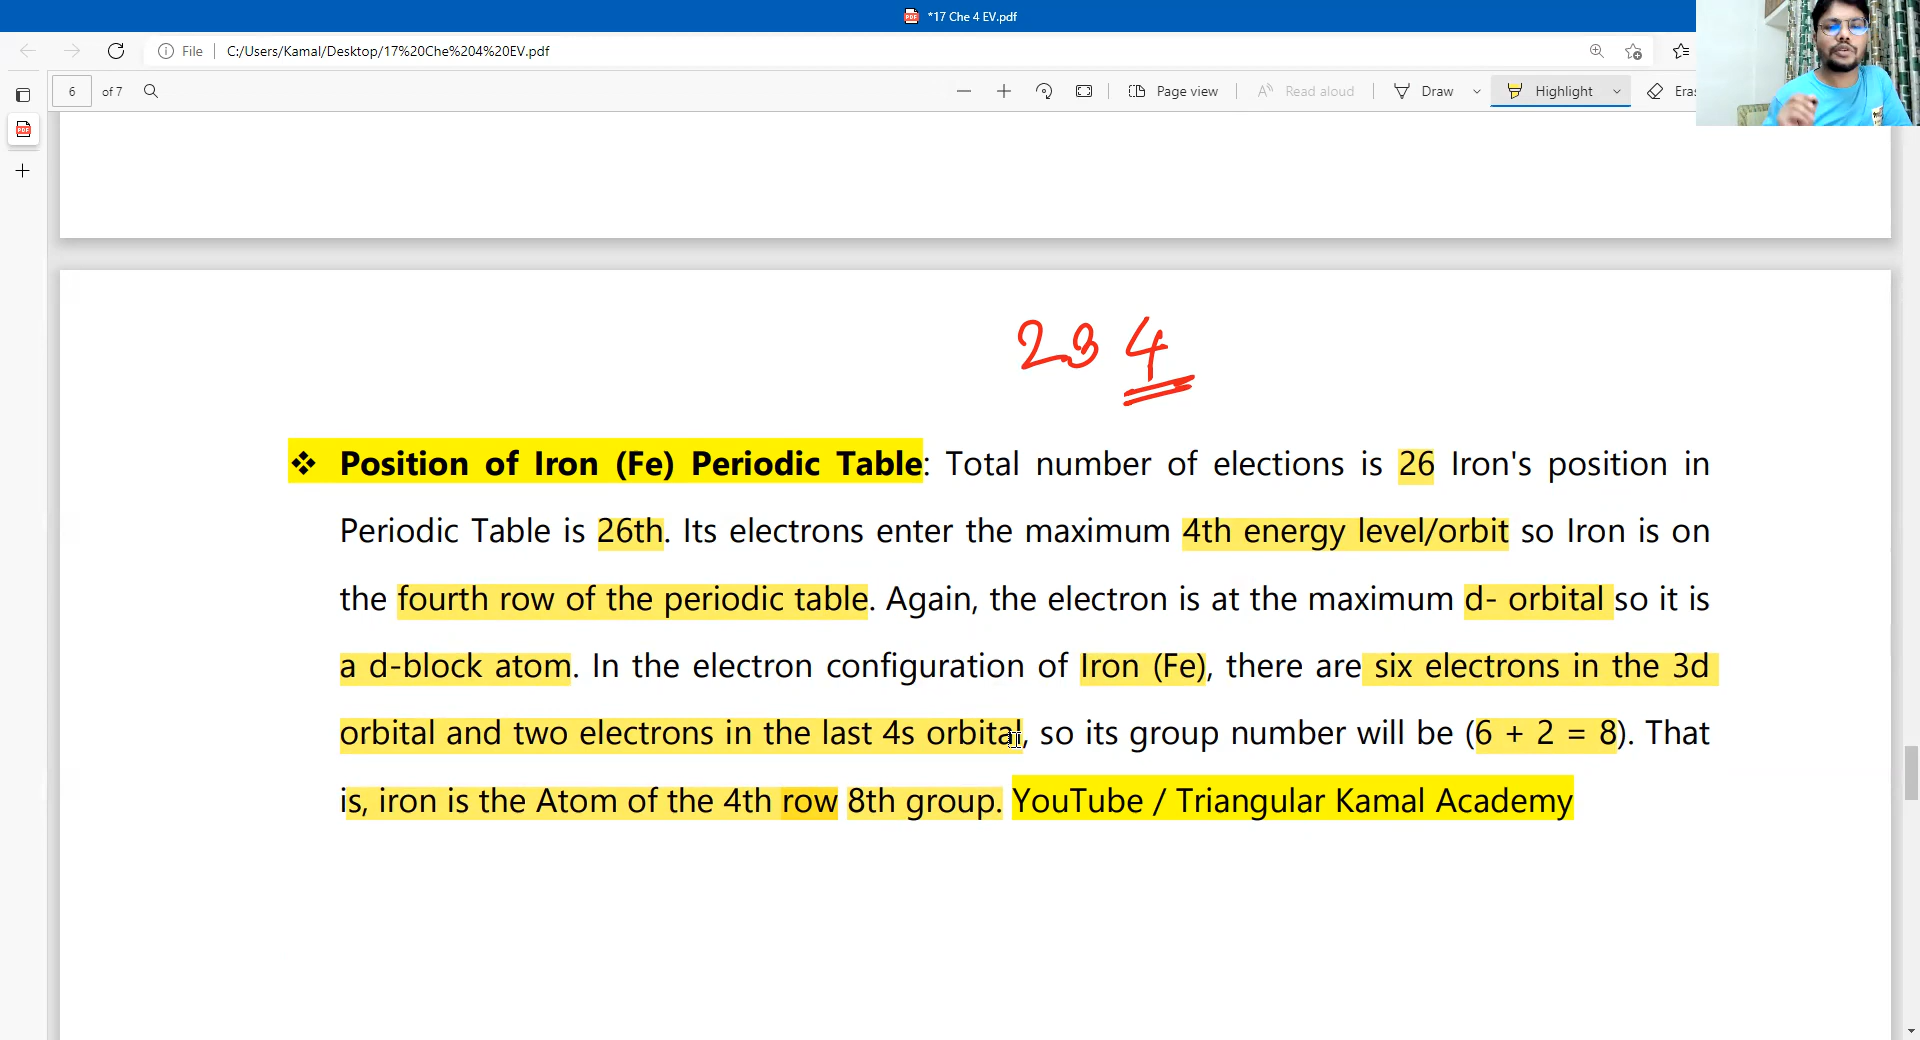 *17 Che 4 EV.pdf
File C:/Users/Kamal/Desktop/17%20Che%204%20EV.pdf
6 of 7 Page view Read aloud Draw Highlight Eras
2 3 4
❖ Position of Iron (Fe) Periodic Table: Total number of elections is 26 Iron's position in
Periodic Table is 26th. Its electrons enter the maximum 4th energy level/orbit so Iron is on
the fourth row of the periodic table. Again, the electron is at the maximum d- orbital so it is
a d-block atom. In the electron configuration of Iron (Fe), there are six electrons in the 3d
orbital and two electrons in the last 4s orbital, so its group number will be (6 + 2 = 8). That
is, iron is the Atom of the 4th row 8th group. YouTube / Triangular Kamal Academy